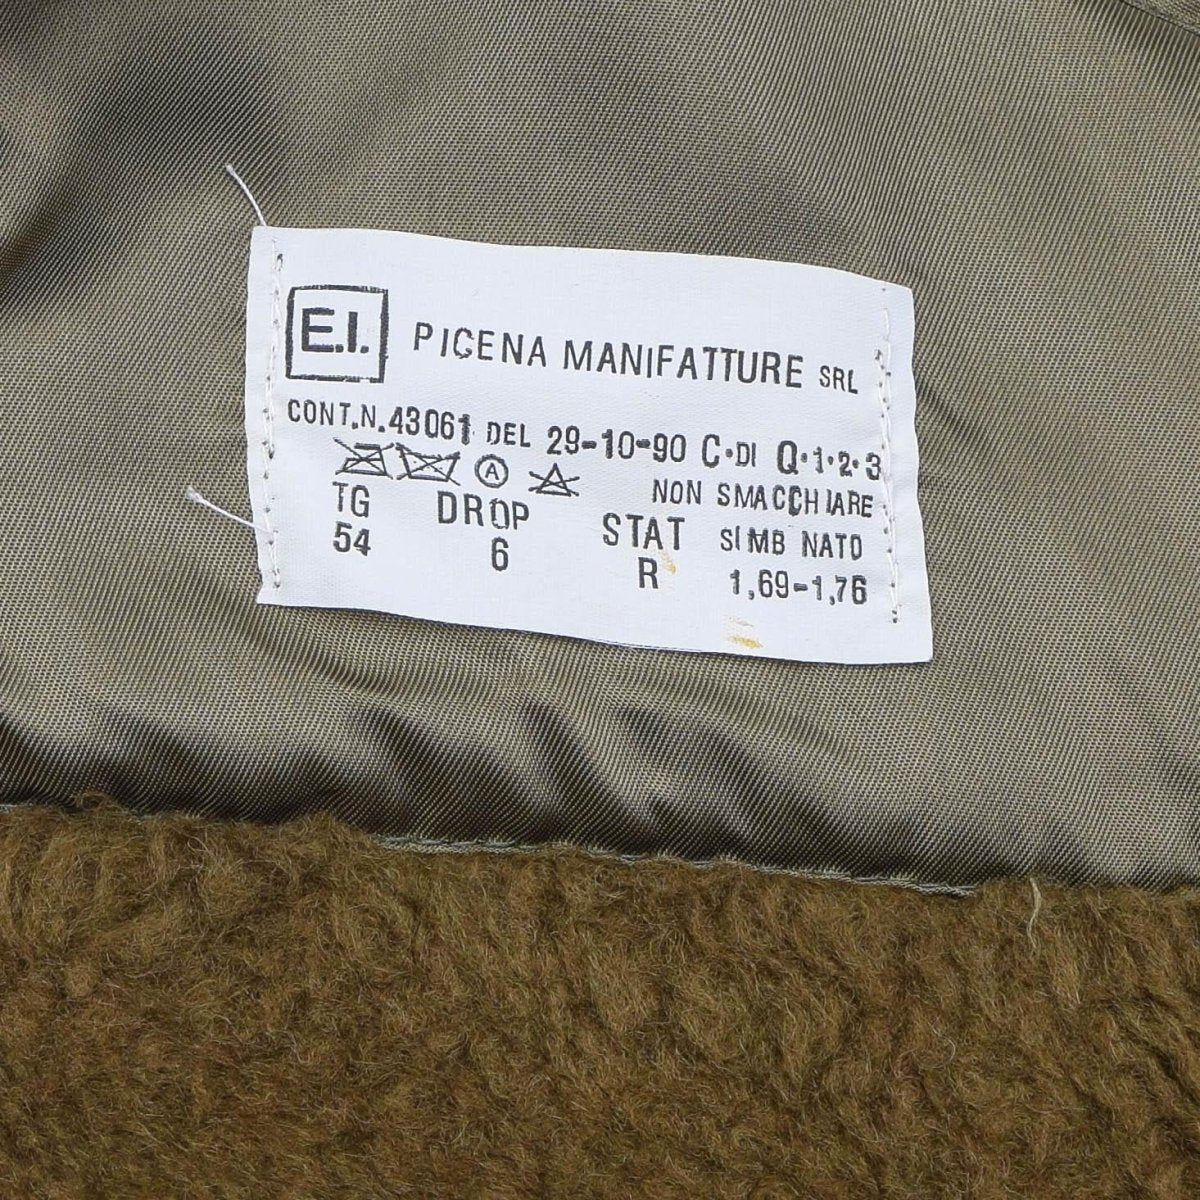 E.I. PICENA MANIFATTURE SRL
CONT.N.43061 DEL 29-10-90 C.DI Q.1.2.3
A NON SMACCHIARE
TG DROP STAT SIMB NATO
54 6 R 1,69-1,76